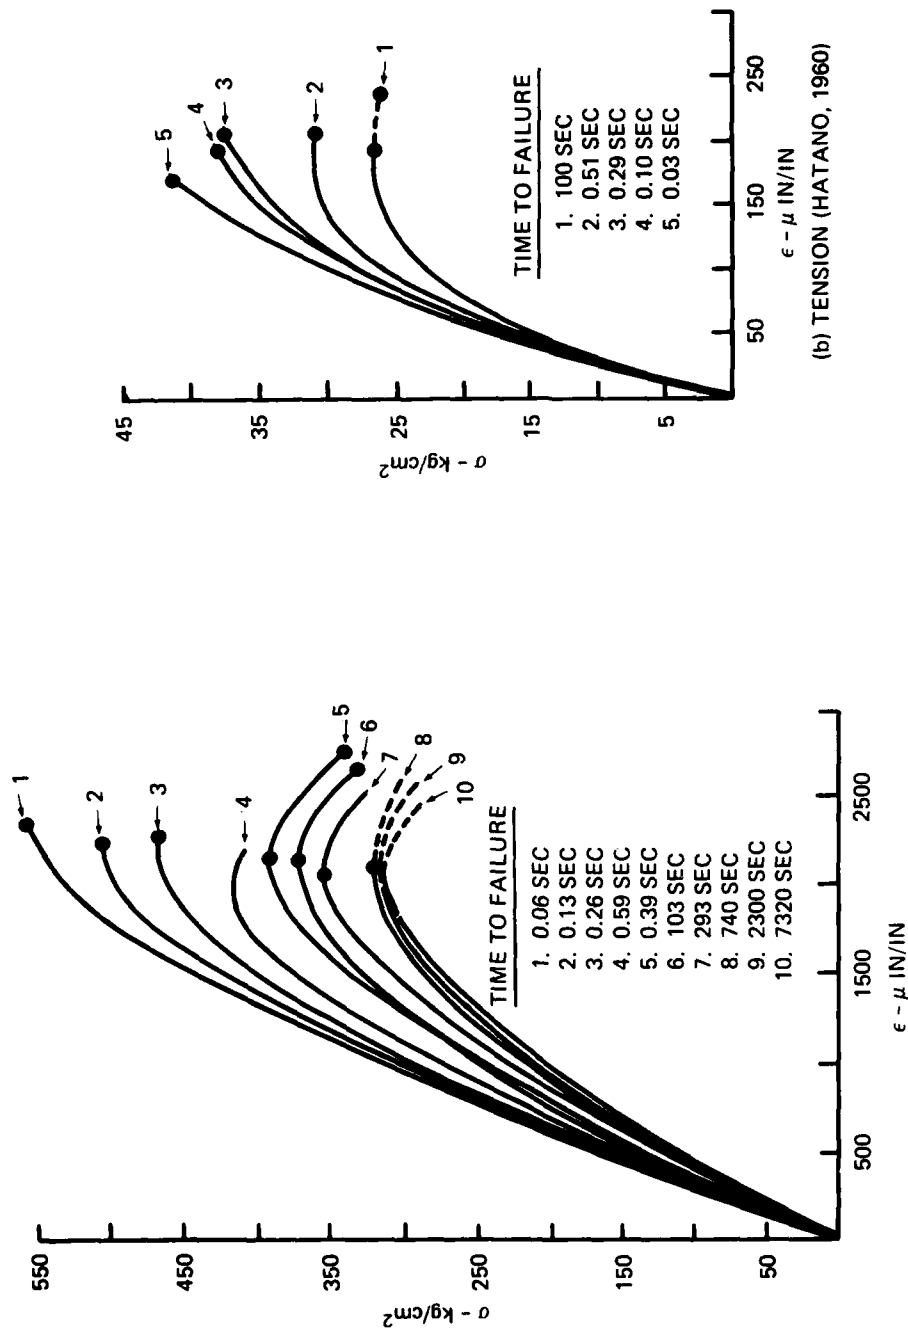 550
450
350
250
150
50
σ - kg/cm²
500
1500
2500
ϵ - μ IN/IN
1
2
3
4
5
6
7
8
9
10
TIME TO FAILURE
1. 0.06 SEC
2. 0.13 SEC
3. 0.26 SEC
4. 0.59 SEC
5. 0.39 SEC
6. 103 SEC
7. 293 SEC
8. 740 SEC
9. 2300 SEC
10. 7320 SEC
45
35
25
15
5
σ - kg/cm²
50
150
250
ϵ - μ IN/IN
5
4
3
2
1
TIME TO FAILURE
1. 100 SEC
2. 0.51 SEC
3. 0.29 SEC
4. 0.10 SEC
5. 0.03 SEC
(b) TENSION (HATANO, 1960)